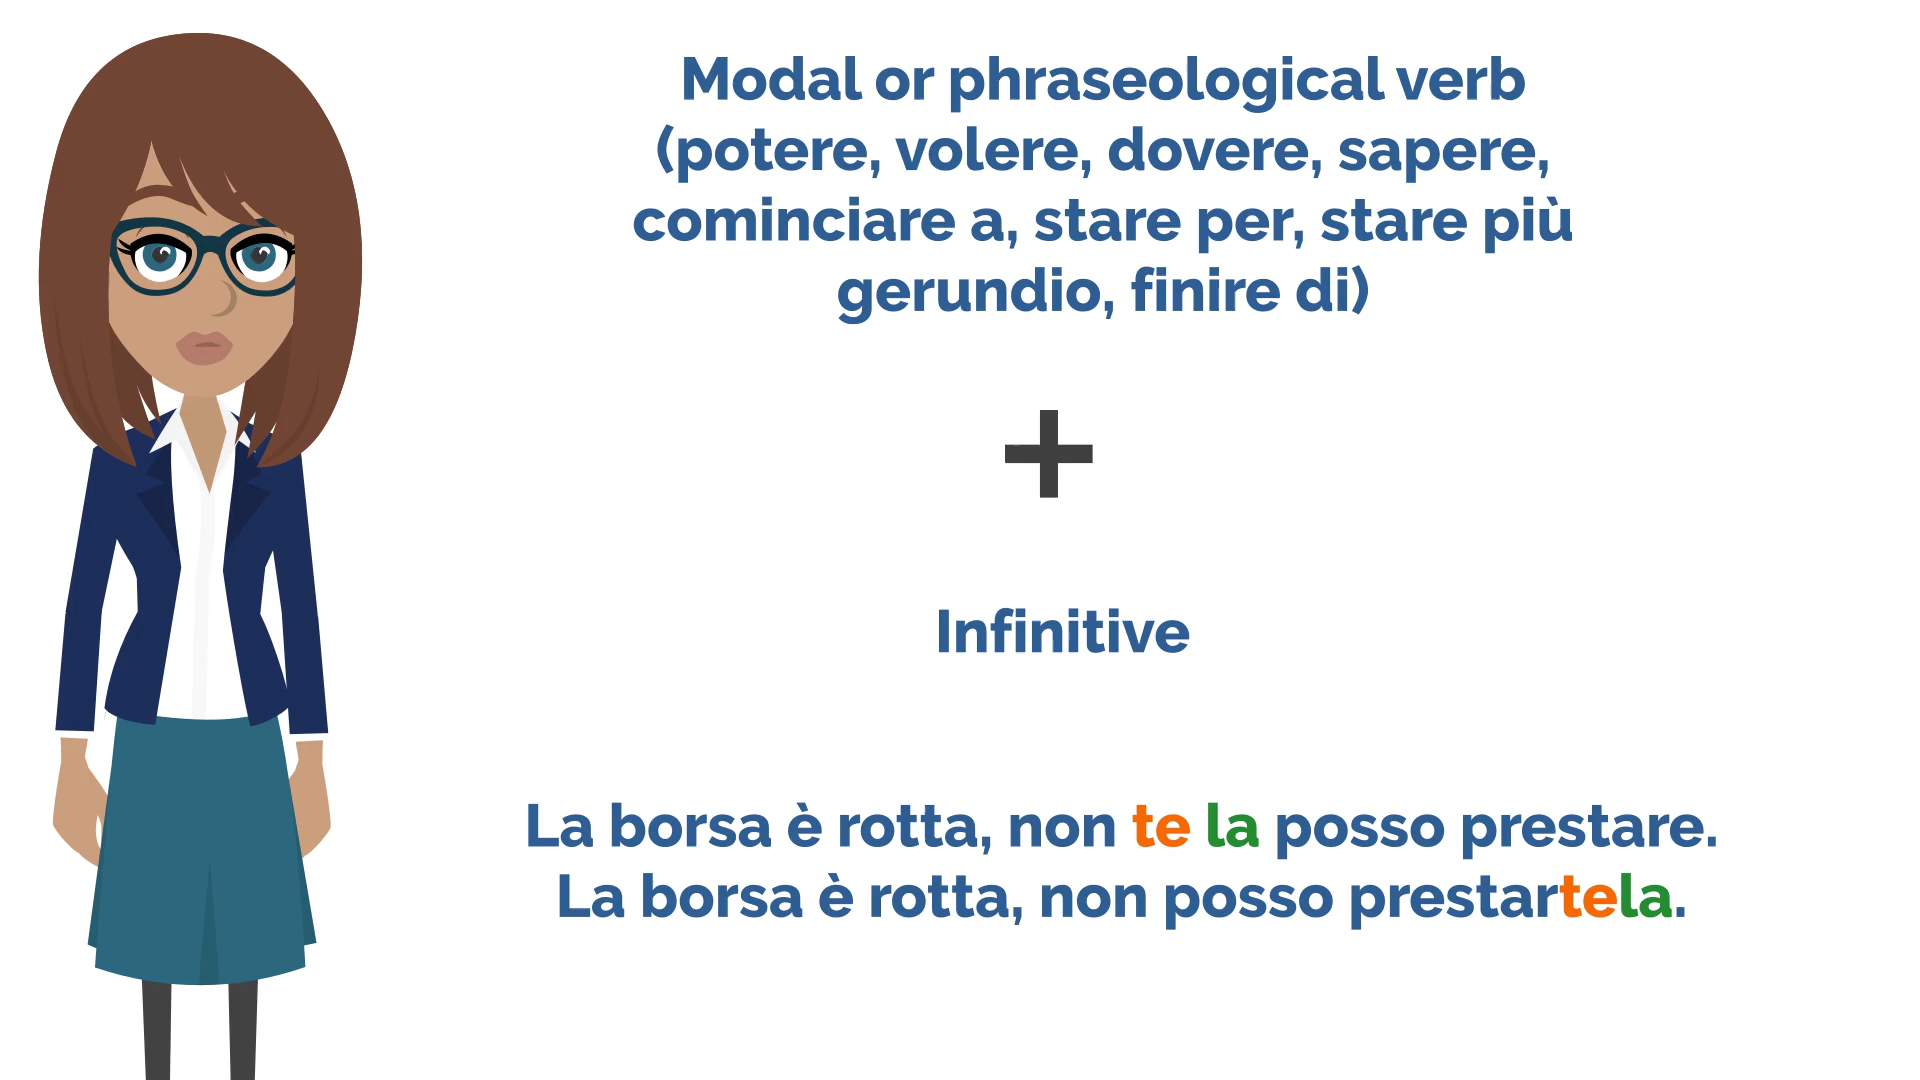 Modal or phraseological verb
(potere, volere, dovere, sapere,
cominciare a, stare per, stare più
gerundio, finire di)
+
Infinitive
La borsa è rotta, non te la posso prestare.
La borsa è rotta, non posso prestartela.